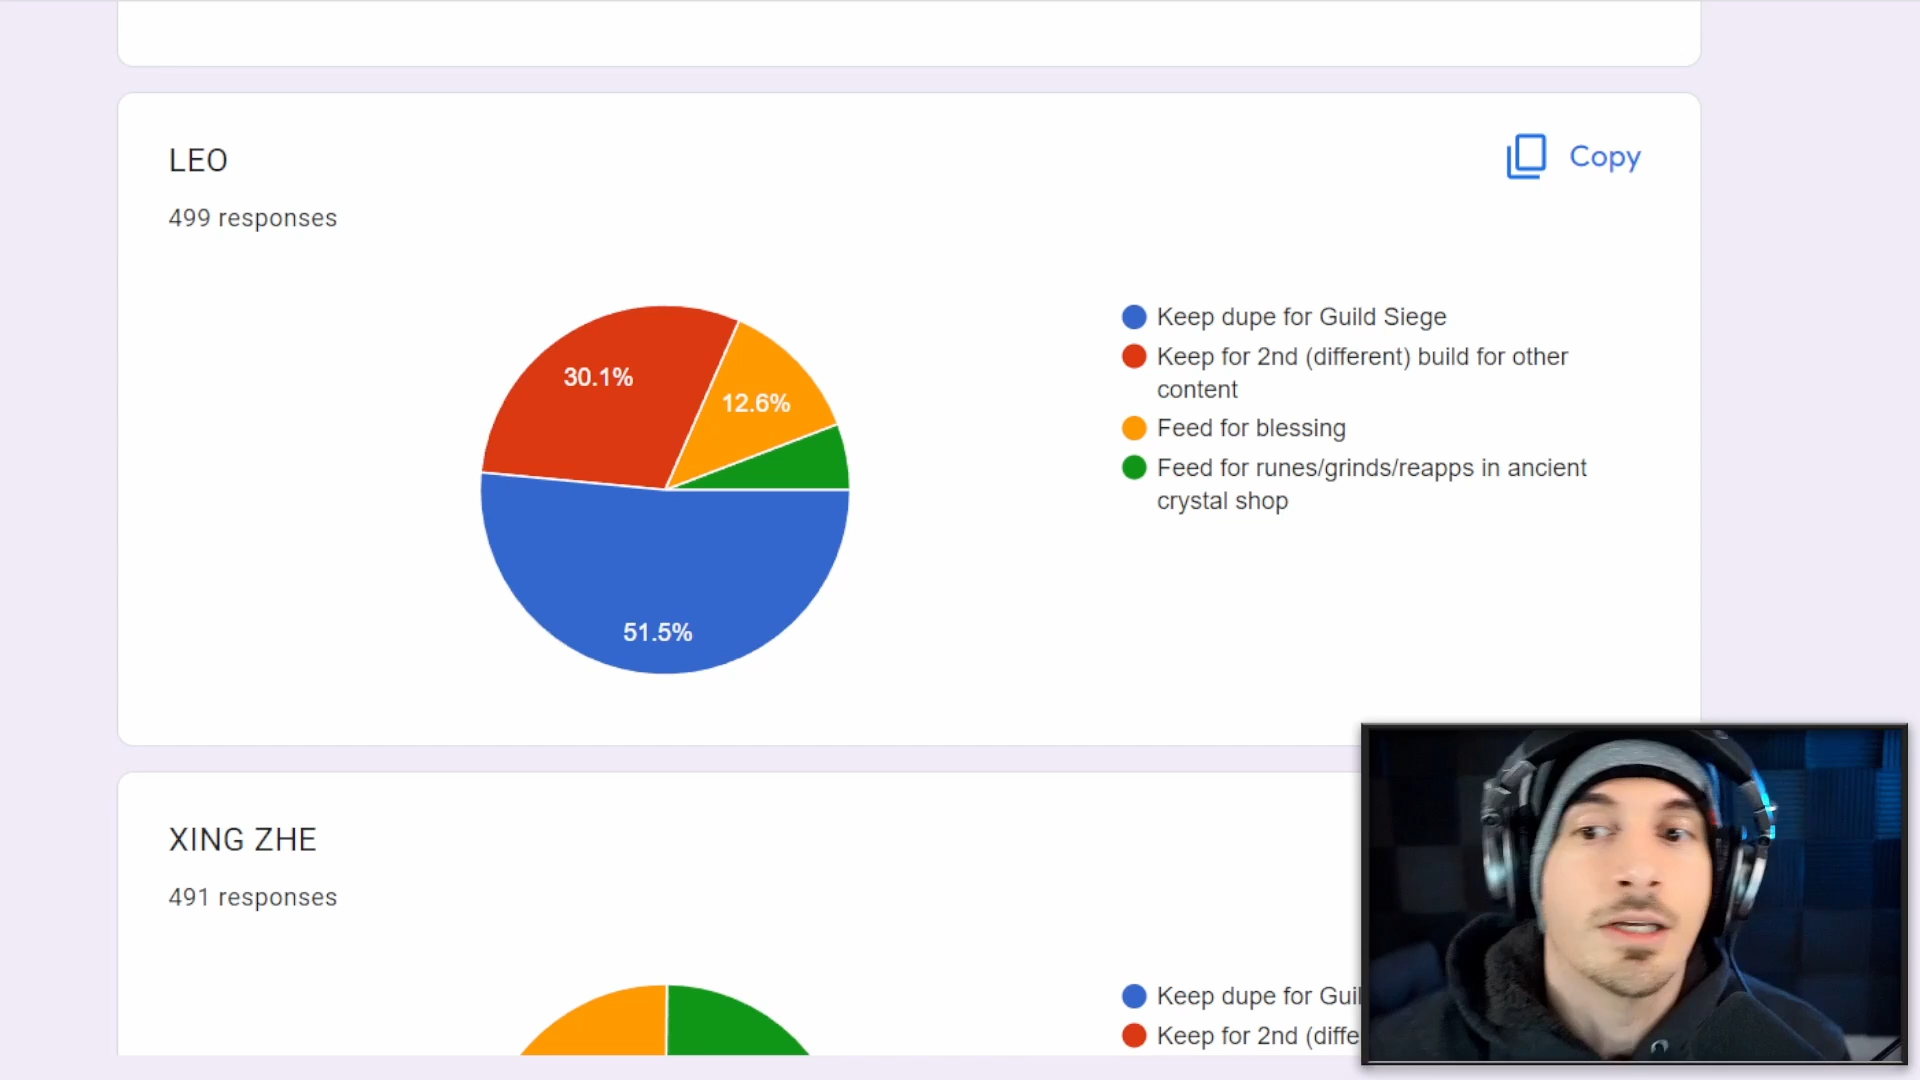 LEO
Copy
499 responses
Keep dupe for Guild Siege
Keep for 2nd (different) build for other
content
Feed for blessing
Feed for runes/grinds/reapps in ancient
crystal shop
30.1%
12.6%
51.5%
XING ZHE
491 responses
Keep dupe for Guil
Keep for 2nd (diffe